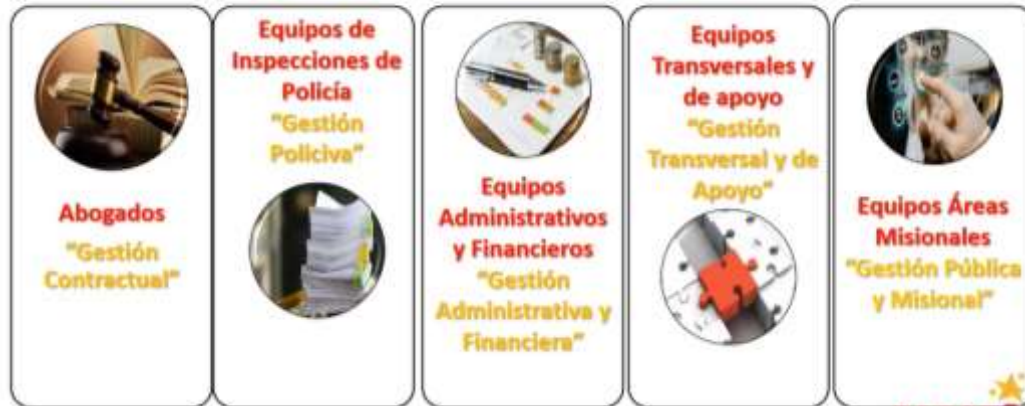 Abogados
"Gestión
Contractual"
Equipos de
Inspecciones de
Policía
"Gestión
Policiva"
Equipos
Administrativos
y Financieros
"Gestión
Administrativa y
Financiera"
Equipos
Transversales y
de apoyo
"Gestión
Transversal y de
Apoyo"
Equipos Áreas
Misionales
"Gestión Pública
y Misional"